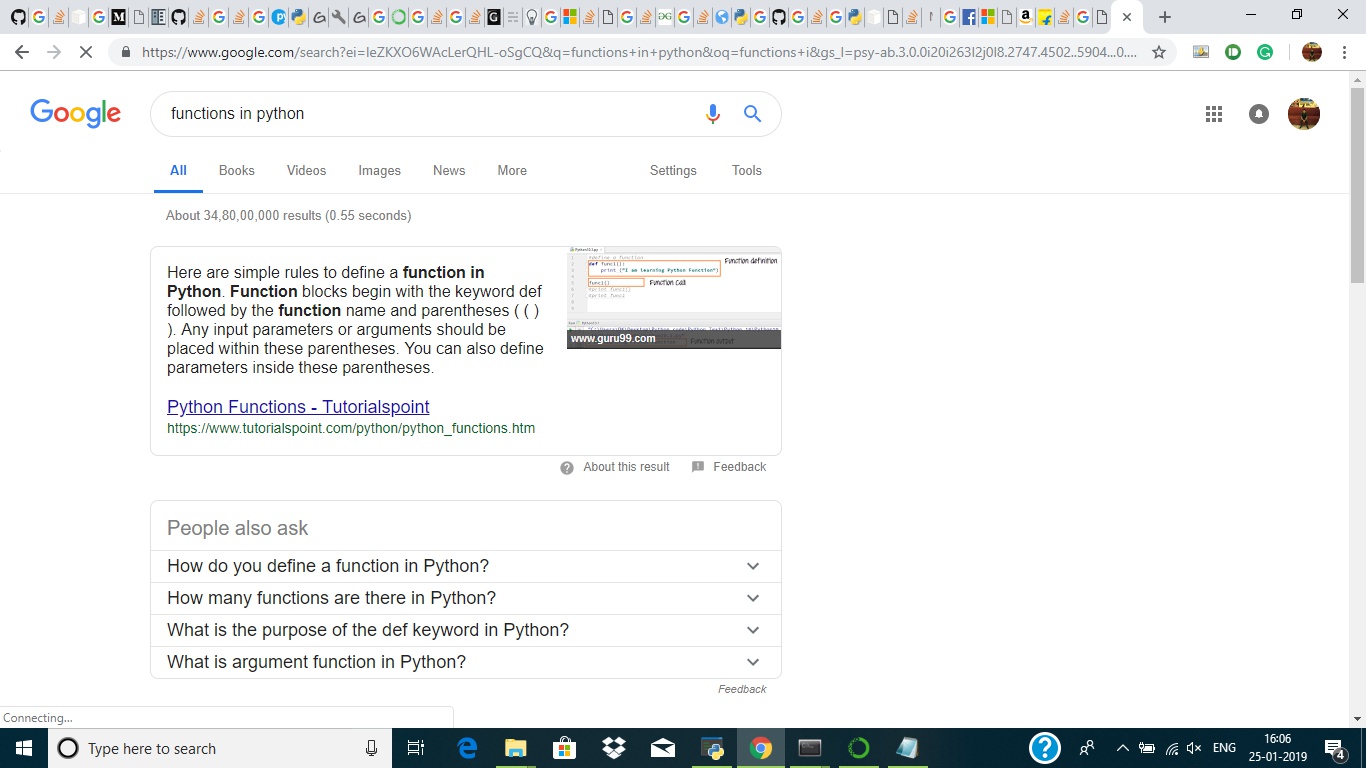 https://www.google.com/search?ei=IeZKXO6WAcLerQHL-oSgCQ&q=functions+in+python&oq=functions+i&gs_l=psy-ab.3.0.0i20i263l2j0l8.2747.4502..5904...0....
Google
functions in python
All Books Videos Images News More Settings Tools
About 34,80,00,000 results (0.55 seconds)
Here are simple rules to define a function in
Python. Function blocks begin with the keyword def
followed by the function name and parentheses ( ( )
). Any input parameters or arguments should be
placed within these parentheses. You can also define
parameters inside these parentheses.
#define a function
def func1():
print ("I am learning Python Function")
Function definition
func1()
Function Call
#print func1()
#print func1
www.guru99.com
Function output
Python Functions - Tutorialspoint
https://www.tutorialspoint.com/python/python_functions.htm
About this result Feedback
People also ask
How do you define a function in Python?
How many functions are there in Python?
What is the purpose of the def keyword in Python?
What is argument function in Python?
Feedback
Connecting...
Type here to search
ENG
16:06
25-01-2019
4